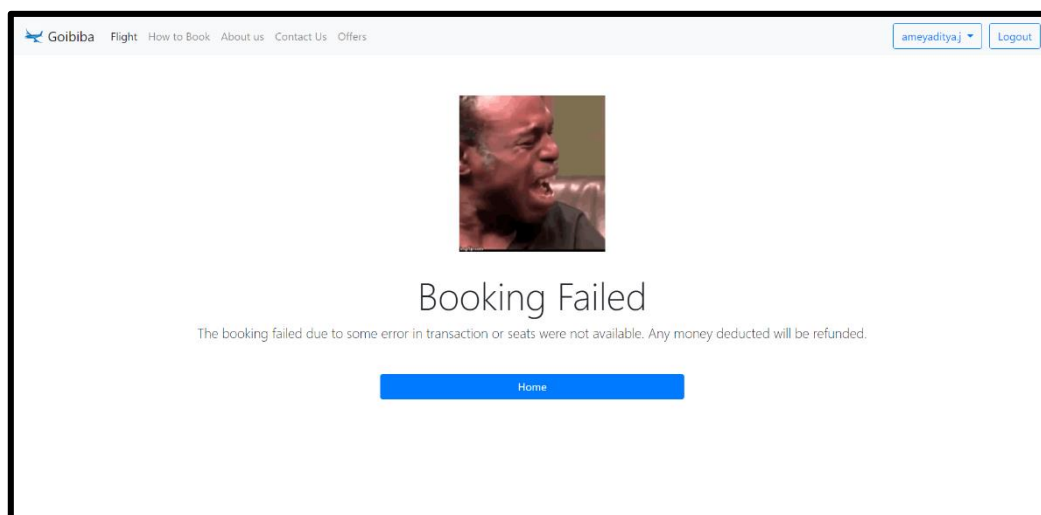 Goibiba Flight How to Book About us Contact Us Offers ameyaditya.j Logout
Booking Failed
The booking failed due to some error in transaction or seats were not available. Any money deducted will be refunded.
Home